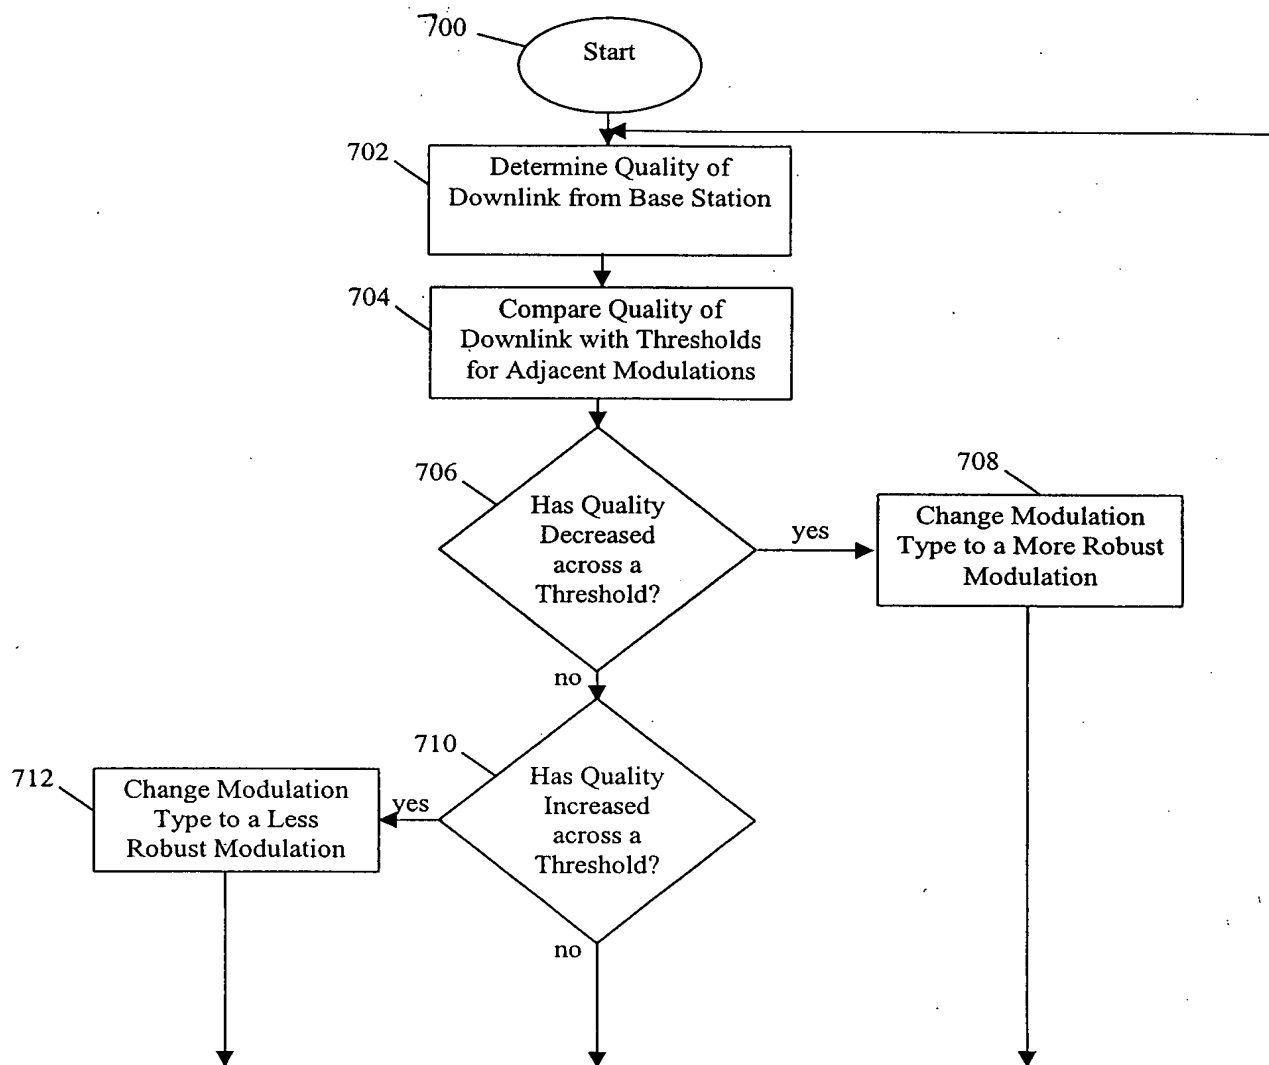 700
Start
702
Determine Quality of
Downlink from Base Station
704
Compare Quality of
Downlink with Thresholds
for Adjacent Modulations
706
Has Quality
Decreased
across a
Threshold?
yes
708
Change Modulation
Type to a More Robust
Modulation
no
710
Has Quality
Increased
across a
Threshold?
yes
712
Change Modulation
Type to a Less
Robust Modulation
no